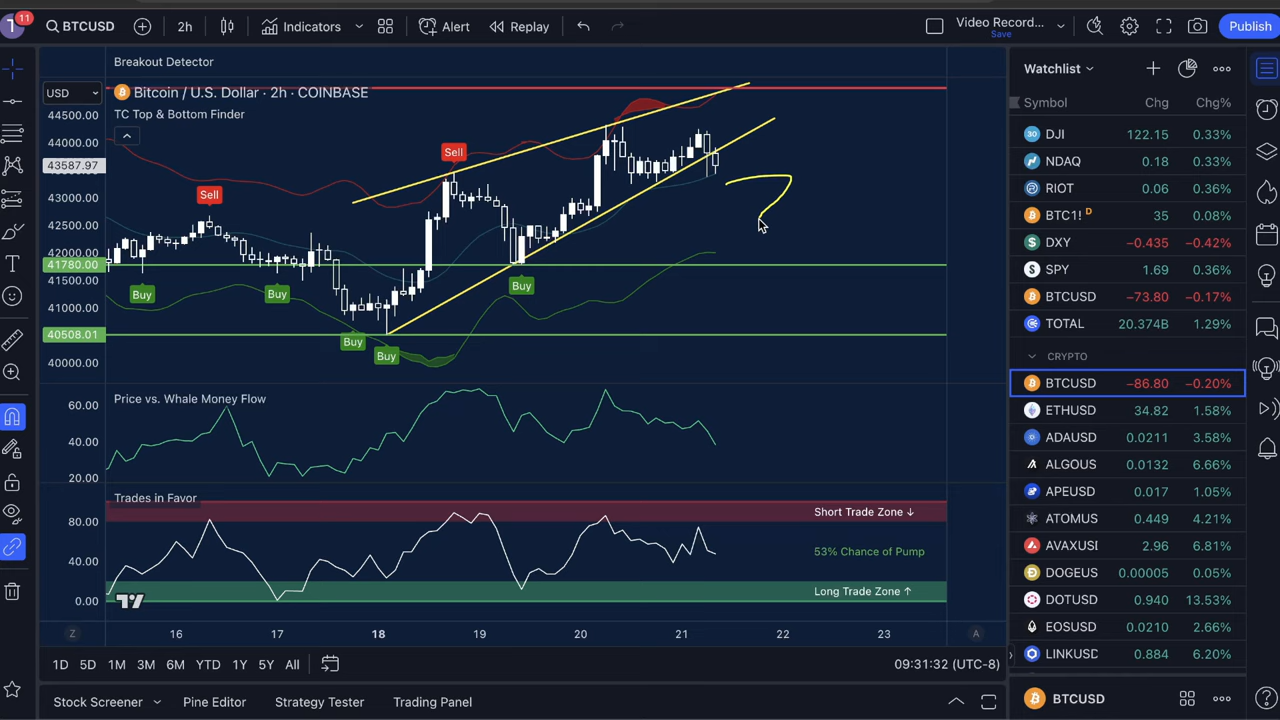 11
BTCUSD
2h
Indicators
Alert
Replay
Video Record...
Save
Publish
Breakout Detector
USD
Bitcoin / U.S. Dollar · 2h · COINBASE
TC Top & Bottom Finder
44500.00
44000.00
43587.97
43000.00
42500.00
42000.00
41780.00
41500.00
41000.00
40508.01
40000.00
Sell
Sell
Buy
Buy
Buy
Buy
Buy
Price vs. Whale Money Flow
60.00
40.00
20.00
Trades in Favor
80.00
40.00
0.00
Short Trade Zone ↓
53% Chance of Pump
Long Trade Zone ↑
Z
16
17
18
19
20
21
22
23
A
1D 5D 1M 3M 6M YTD 1Y 5Y All
09:31:32 (UTC-8)
Stock Screener
Pine Editor
Strategy Tester
Trading Panel
Watchlist
Symbol Chg Chg%
DJI 122.15 0.33%
NDAQ 0.18 0.33%
RIOT 0.06 0.36%
BTC1! D 35 0.08%
DXY −0.435 −0.42%
SPY 1.69 0.36%
BTCUSD −73.80 −0.17%
TOTAL 20.374B 1.29%
CRYPTO
BTCUSD −86.80 −0.20%
ETHUSD 34.82 1.58%
ADAUSD 0.0211 3.58%
ALGOUS 0.0132 6.66%
APEUSD 0.017 1.05%
ATOMUS 0.449 4.21%
AVAXUSI 2.96 6.81%
DOGEUS 0.00005 0.05%
DOTUSD 0.940 13.53%
EOSUSD 0.0210 2.66%
LINKUSD 0.884 6.20%
BTCUSD